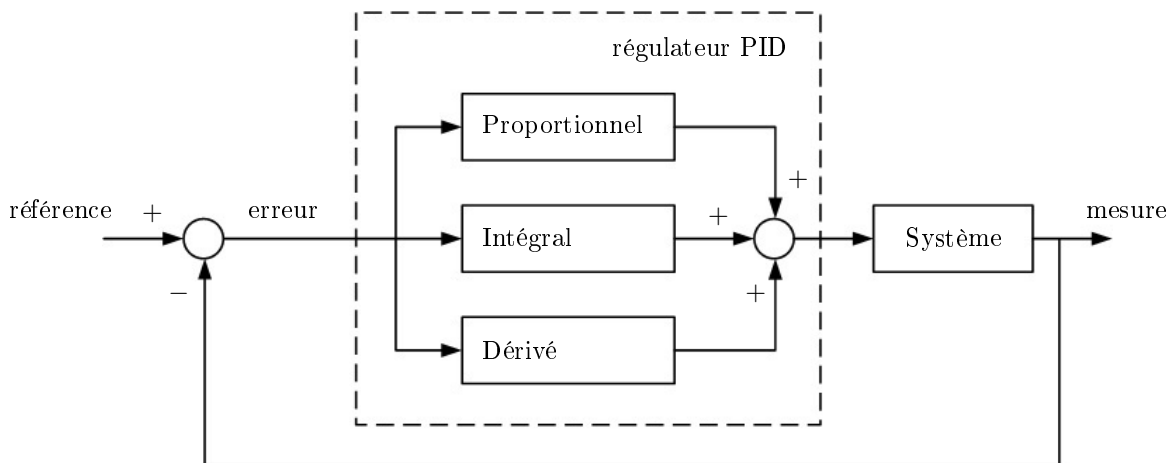 régulateur PID
Proportionnel
+
référence
+
erreur
+
Intégral
Système
mesure
−
+
Dérivé